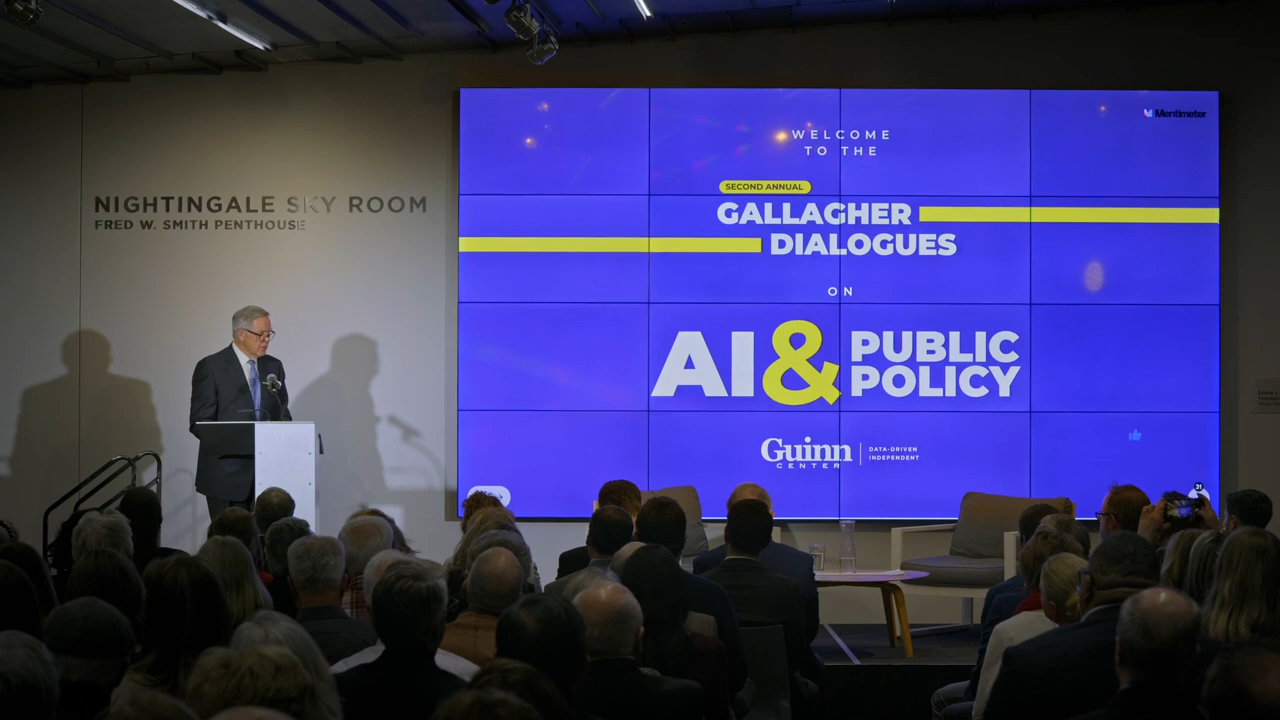 NIGHTINGALE SKY ROOM
FRED W. SMITH PENTHOUSE
Mentimeter
WELCOME
TO THE
SECOND ANNUAL
GALLAGHER
DIALOGUES
ON
AI & PUBLIC
POLICY
Guinn
CENTER
DATA-DRIVEN
INDEPENDENT
31